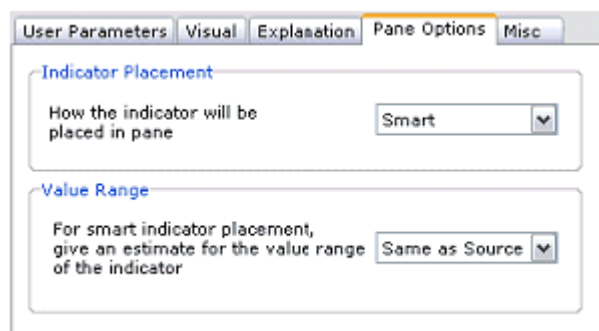 User Parameters Visual Explanation Pane Options Misc
Indicator Placement
How the indicator will be
placed in pane
Smart
Value Range
For smart indicator placement,
give an estimate for the value range
of the indicator
Same as Source